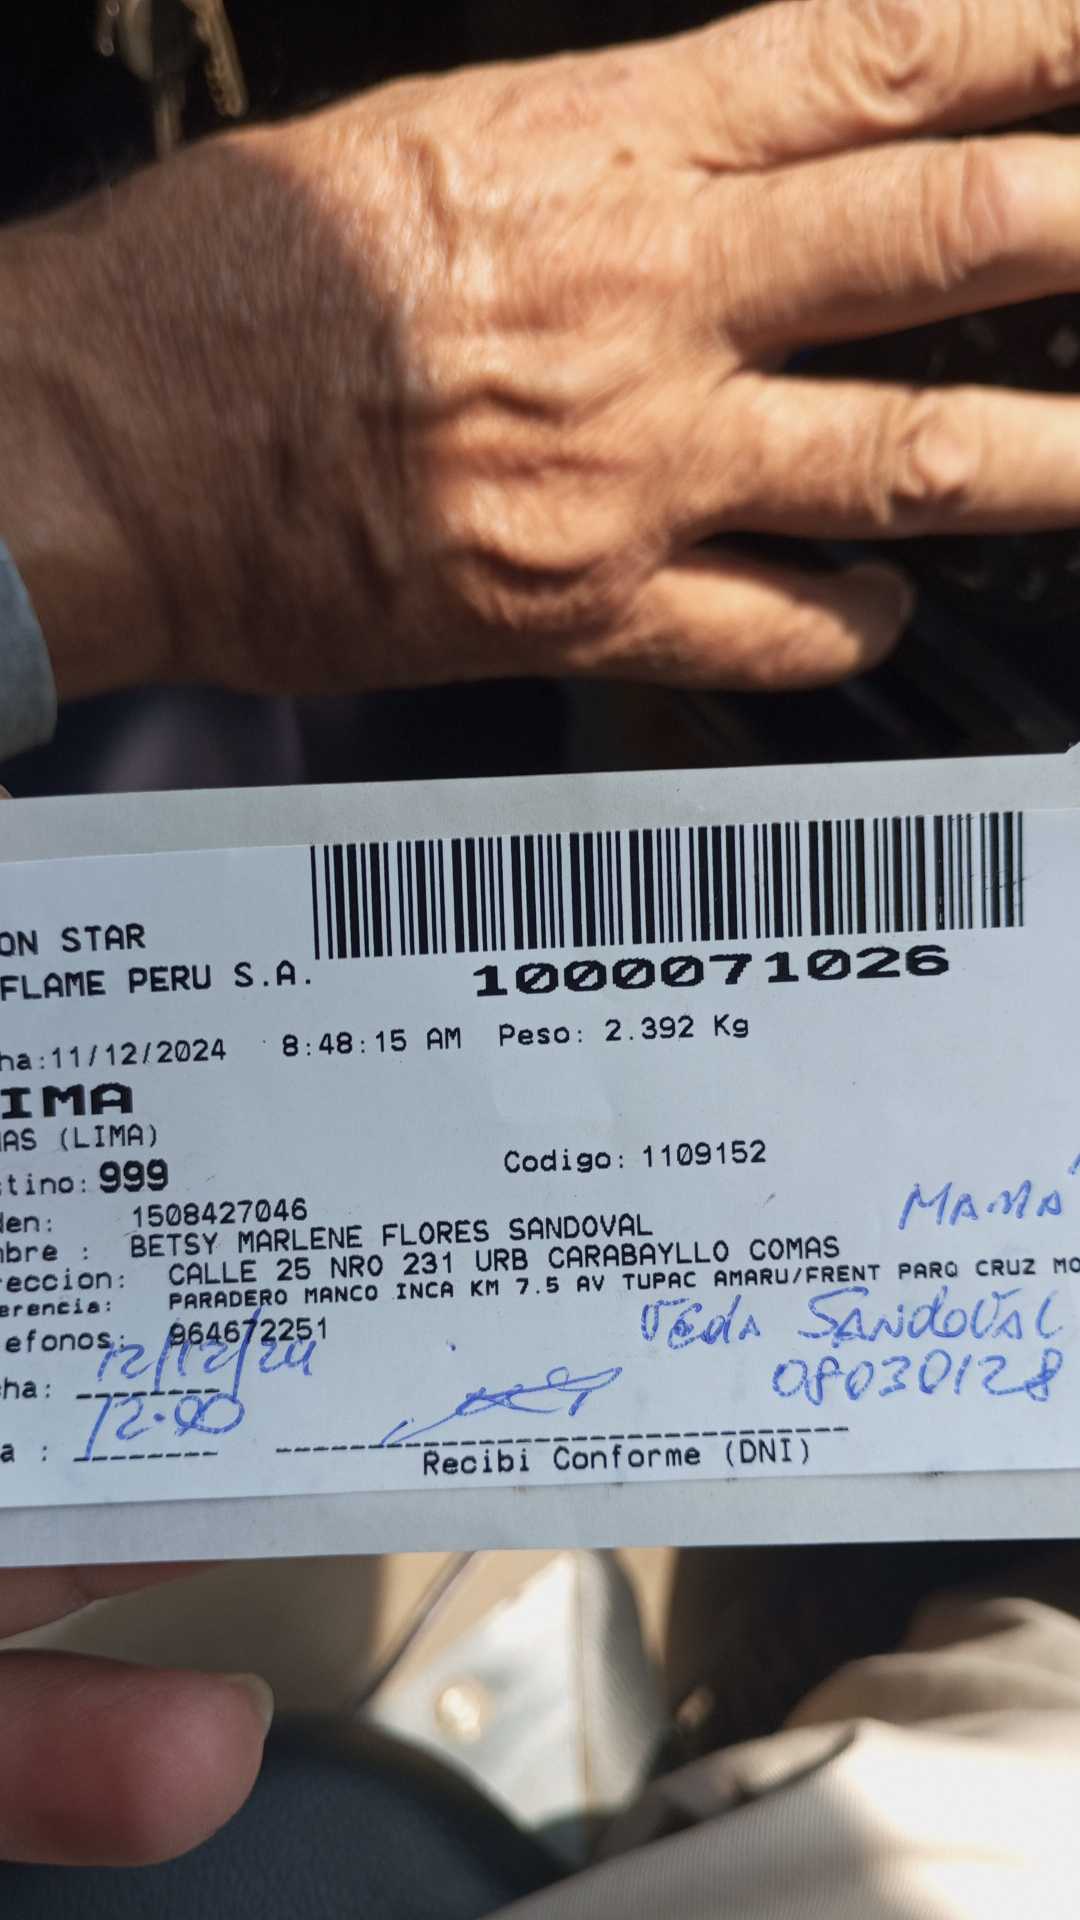 ON STAR
FLAME PERU S.A.
1000071026
ha:11/12/2024 8:48:15 AM Peso: 2.392 Kg
IMA
AS (LIMA)
tino: 999 Codigo: 1109152
den: 1508427046
MAMÁ
bre : BETSY MARLENE FLORES SANDOVAL
reccion: CALLE 25 NRO 231 URB CARABAYLLO COMAS
erencia: PARADERO MANCO INCA KM 7.5 AV TUPAC AMARU/FRENT PARQ CRUZ MO
efonos: 964672251
SANDOVAL
08030128
ha: 12/12/24
a : 12:00
Recibi Conforme (DNI)